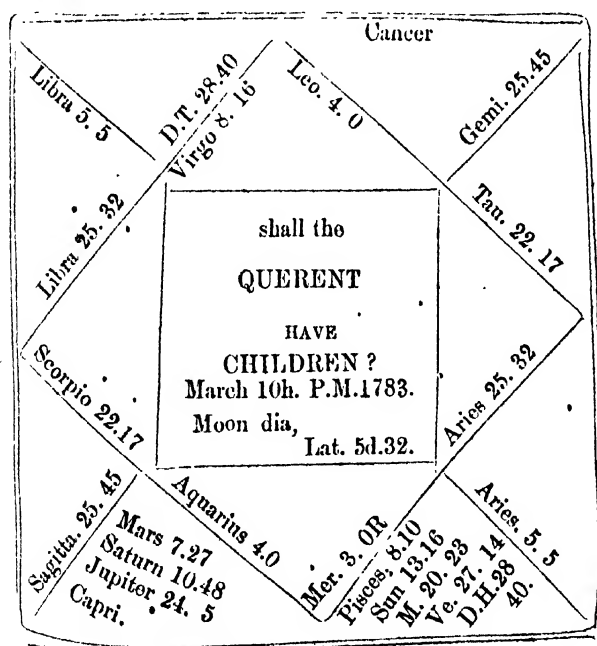 Cancer
Libra 5. 5
D.T. 28.40
Virgo 8. 16
Leo. 4. 0
Gemi. 25.45
Libra 25. 32
Tau. 22. 17
shall the
QUERENT
HAVE
CHILDREN ?
March 10h. P.M.1783.
Moon dia,
Lat. 5d.32.
Scorpio 22.17
Aries 25. 32
Sagitta. 25. 45
Mars 7.27
Saturn 10.48
Jupiter 24. 5
Capri.
Aquarius 4.0
Mer. 3. OR
Pisces, 8.10
Sun 13.16
M. 20. 23
Ve. 27. 14
D.H.28
40.
Aries. 5. 5